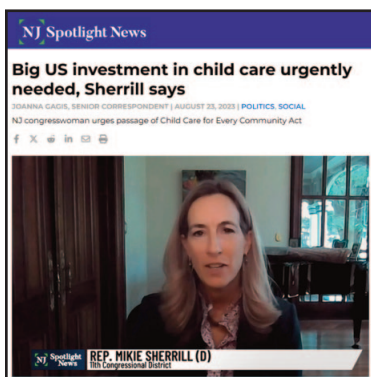 NJ Spotlight News
Big US investment in child care urgently
needed, Sherrill says
JOANNA GAGIS, SENIOR CORRESPONDENT | AUGUST 23, 2023 | POLITICS, SOCIAL
NJ congresswoman urges passage of Child Care for Every Community Act
NJ Spotlight
News
REP. MIKIE SHERRILL (D)
11th Congressional District